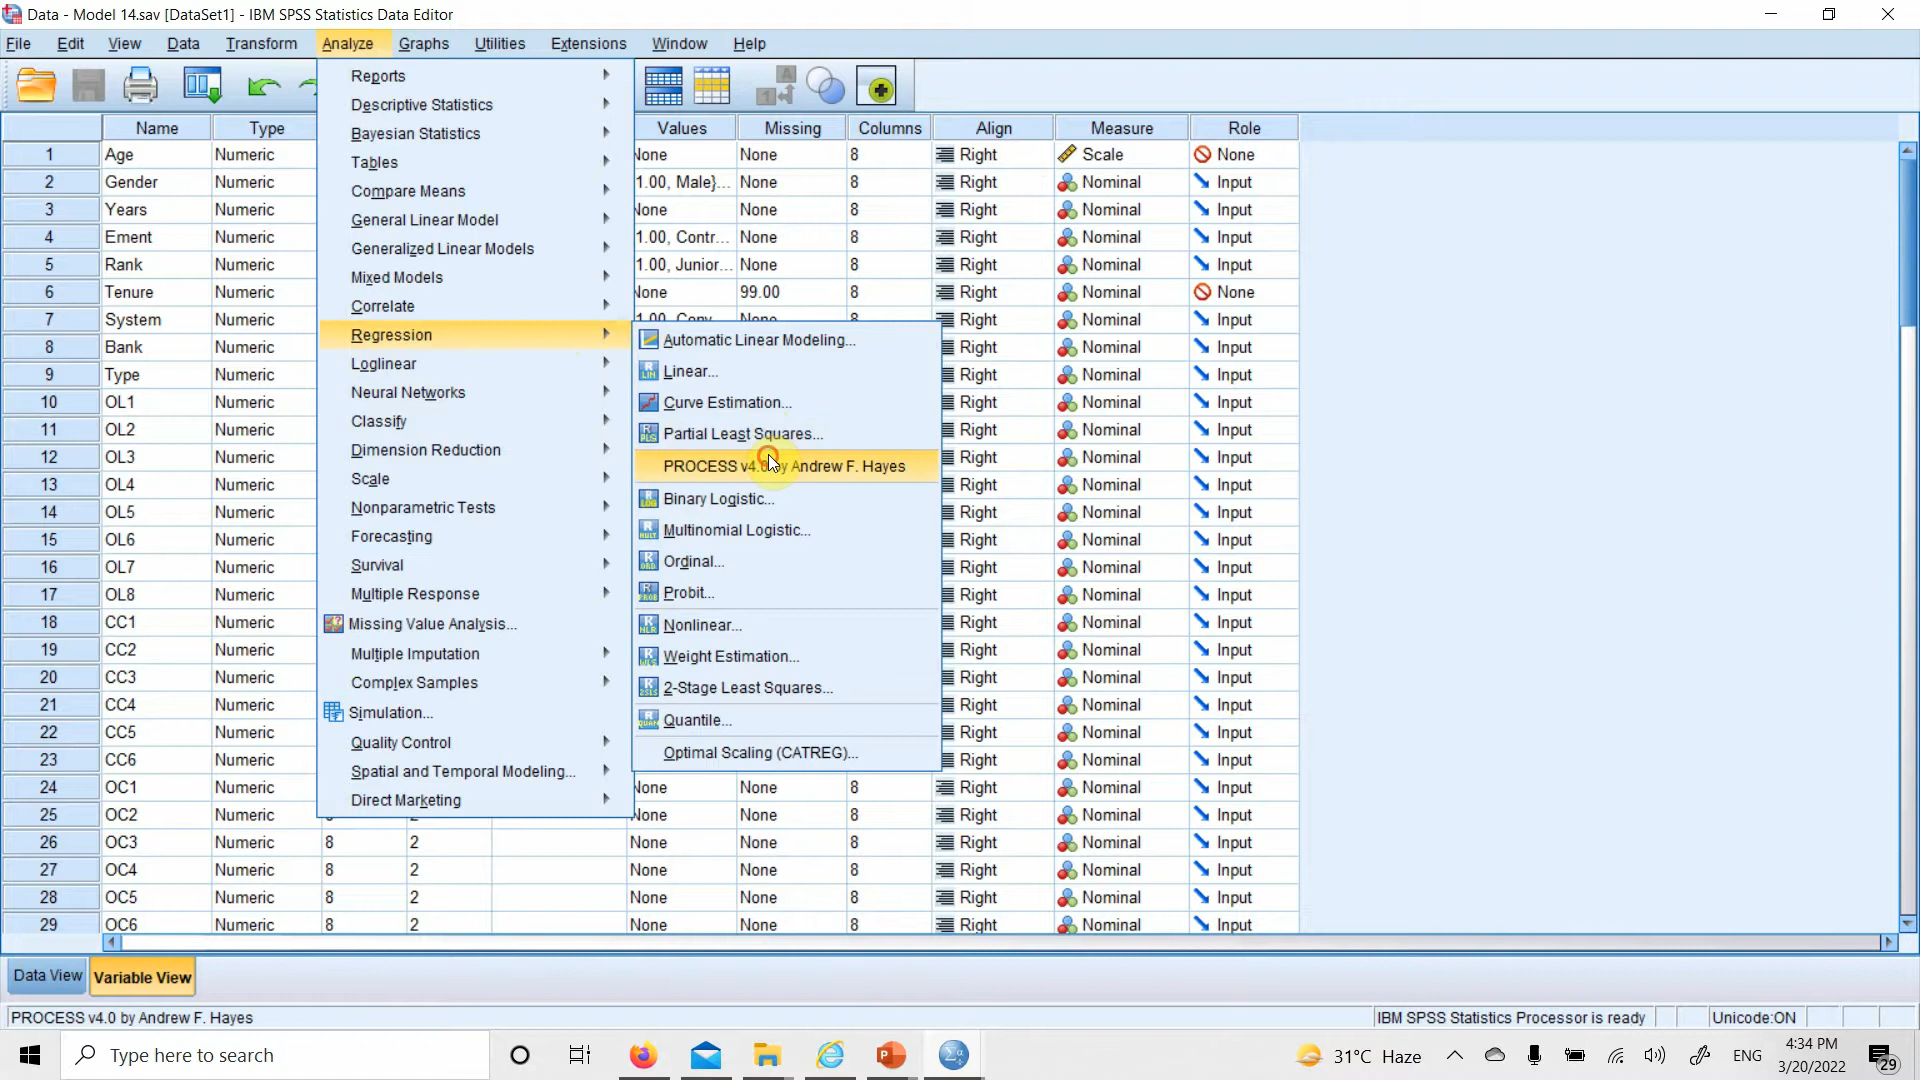 Data - Model 14.sav [DataSet1] - IBM SPSS Statistics Data Editor
File Edit View Data Transform Analyze Graphs Utilities Extensions Window Help
Name Type Values Missing Columns Align Measure Role
1 Age Numeric None None 8 Right Scale None
2 Gender Numeric 1.00, Male}... None 8 Right Nominal Input
3 Years Numeric None None 8 Right Nominal Input
4 Ement Numeric 1.00, Contr... None 8 Right Nominal Input
5 Rank Numeric 1.00, Junior... None 8 Right Nominal Input
6 Tenure Numeric None 99.00 8 Right Nominal None
7 System Numeric 1.00, Conv... None 8 Right Nominal Input
8 Bank Numeric Right Nominal Input
9 Type Numeric Right Nominal Input
10 OL1 Numeric Right Nominal Input
11 OL2 Numeric Right Nominal Input
12 OL3 Numeric Right Nominal Input
13 OL4 Numeric Right Nominal Input
14 OL5 Numeric Right Nominal Input
15 OL6 Numeric Right Nominal Input
16 OL7 Numeric Right Nominal Input
17 OL8 Numeric Right Nominal Input
18 CC1 Numeric Right Nominal Input
19 CC2 Numeric Right Nominal Input
20 CC3 Numeric Right Nominal Input
21 CC4 Numeric Right Nominal Input
22 CC5 Numeric Right Nominal Input
23 CC6 Numeric Right Nominal Input
24 OC1 Numeric None None 8 Right Nominal Input
25 OC2 Numeric 8 2 None None 8 Right Nominal Input
26 OC3 Numeric 8 2 None None 8 Right Nominal Input
27 OC4 Numeric 8 2 None None 8 Right Nominal Input
28 OC5 Numeric 8 2 None None 8 Right Nominal Input
29 OC6 Numeric 8 2 None None 8 Right Nominal Input
Reports
Descriptive Statistics
Bayesian Statistics
Tables
Compare Means
General Linear Model
Generalized Linear Models
Mixed Models
Correlate
Regression
Loglinear
Neural Networks
Classify
Dimension Reduction
Scale
Nonparametric Tests
Forecasting
Survival
Multiple Response
Missing Value Analysis...
Multiple Imputation
Complex Samples
Simulation...
Quality Control
Spatial and Temporal Modeling...
Direct Marketing
Automatic Linear Modeling...
Linear...
Curve Estimation...
Partial Least Squares...
PROCESS v4.0 by Andrew F. Hayes
Binary Logistic...
Multinomial Logistic...
Ordinal...
Probit...
Nonlinear...
Weight Estimation...
2-Stage Least Squares...
Quantile...
Optimal Scaling (CATREG)...
Data View Variable View
PROCESS v4.0 by Andrew F. Hayes IBM SPSS Statistics Processor is ready Unicode:ON
Type here to search 31°C Haze ENG 4:34 PM
3/20/2022 29